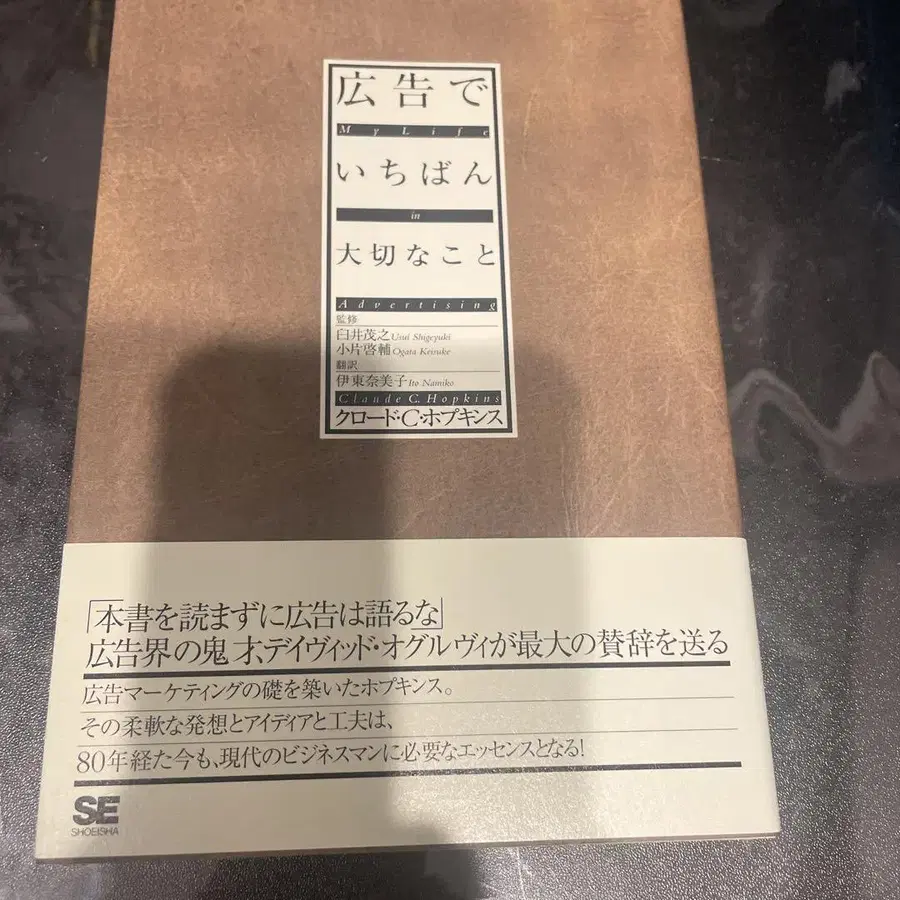 広告で
My Life
いちばん
in
大切なこと
Advertising
監修
臼井茂之 Usui Shigeyuki
小片啓輔 Ogata Keisuke
翻訳
伊東奈美子 Ito Namiko
Claude C. Hopkins
クロード・C・ホプキンス
「本書を読まずに広告は語るな」
広告界の鬼才、デイヴィッド・オグルヴィが最大の賛辞を送る
広告マーケティングの礎を築いたホプキンス。
その柔軟な発想とアイディアと工夫は、
80年経た今も、現代のビジネスマンに必要なエッセンスとなる!
SE
SHOEISHA